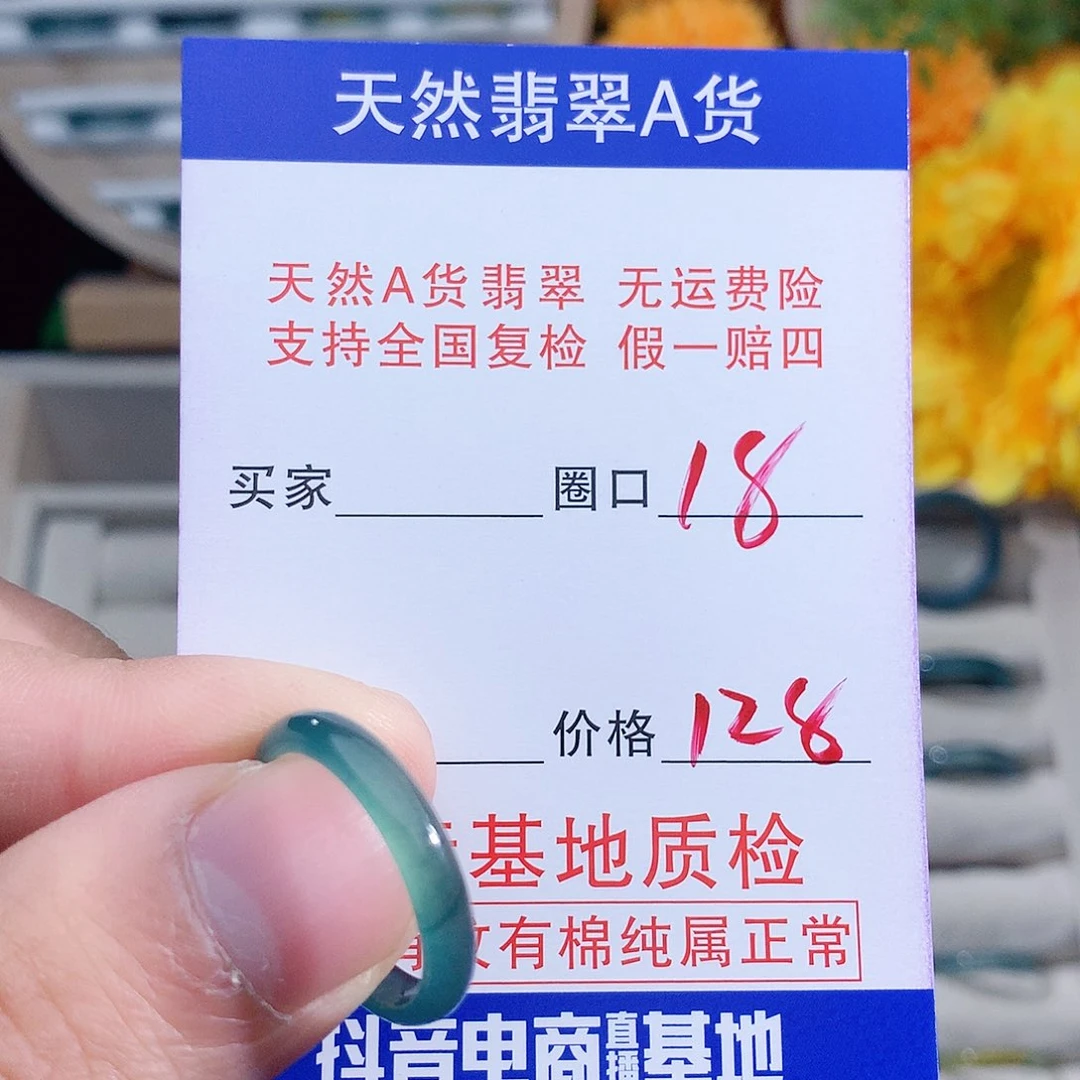 天然翡翠A货
天然A货翡翠 无运费险
支持全国复检 假一赔四
买家 圈口 18
价格 128
基地质检
有纹有棉纯属正常
抖音电商直播基地